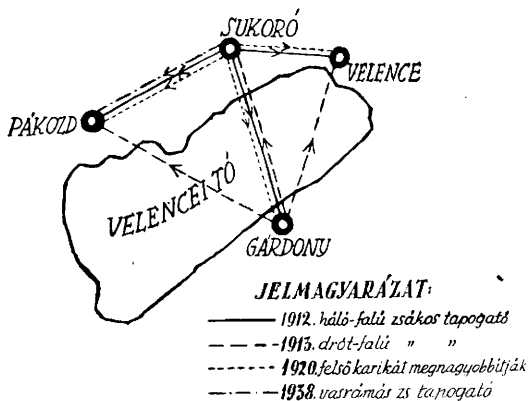 SUKORÓ
VELENCE
PÁKOZD
VELENCEI TÓ
GÁRDONY
JELMAGYARÁZAT:
1912. háló-falú zsákos tapogató
1913. drót-falú " "
1920. felső karikát megnagyobbítják
1938. vasrámás zs tapogató